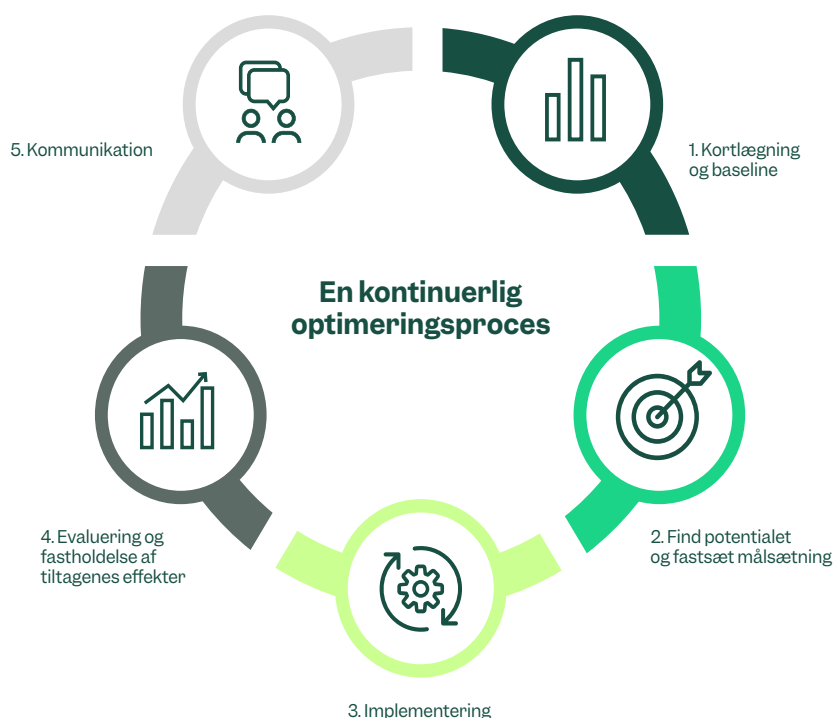 En kontinuerlig
optimeringsproces
1. Kortlægning
og baseline
2. Find potentialet
og fastsæt målsætning
3. Implementering
4. Evaluering og
fastholdelse af
tiltagenes effekter
5. Kommunikation